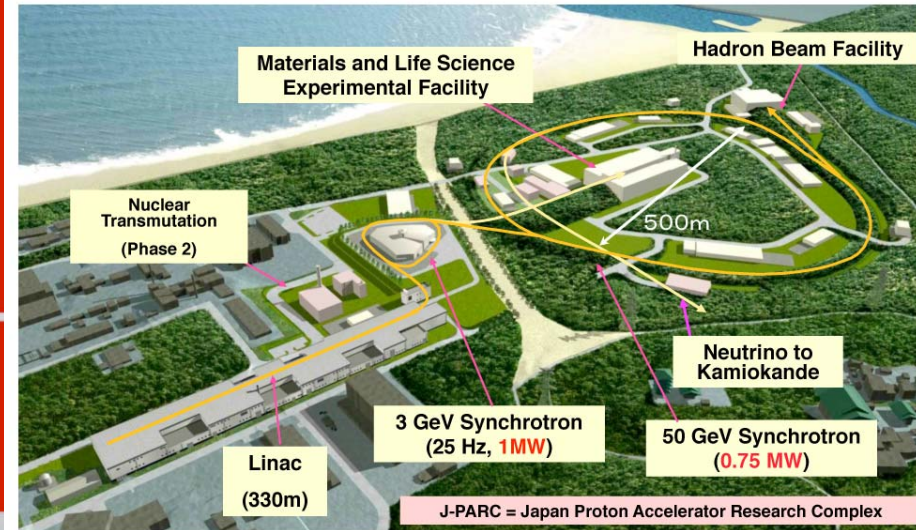 Hadron Beam Facility
Materials and Life Science
Experimental Facility
Nuclear
Transmutation
(Phase 2)
500m
Neutrino to
Kamiokande
3 GeV Synchrotron
(25 Hz, 1MW)
50 GeV Synchrotron
(0.75 MW)
Linac
(330m)
J-PARC = Japan Proton Accelerator Research Complex